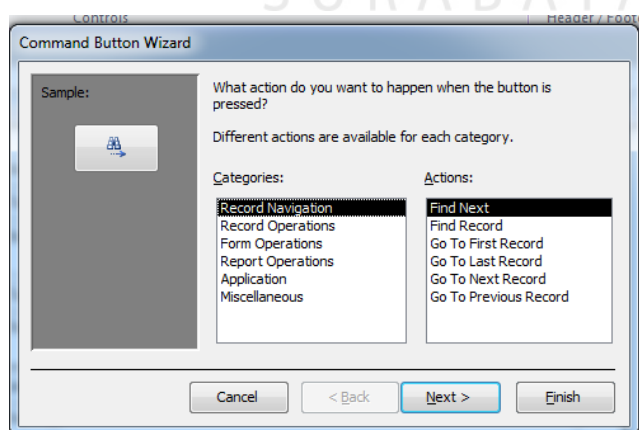 SURABAYA
Controls
Header / Foot
Command Button Wizard
Sample:
What action do you want to happen when the button is
pressed?
Different actions are available for each category.
Categories:
Actions:
Record Navigation
Record Operations
Form Operations
Report Operations
Application
Miscellaneous
Find Next
Find Record
Go To First Record
Go To Last Record
Go To Next Record
Go To Previous Record
Cancel
< Back
Next >
Finish